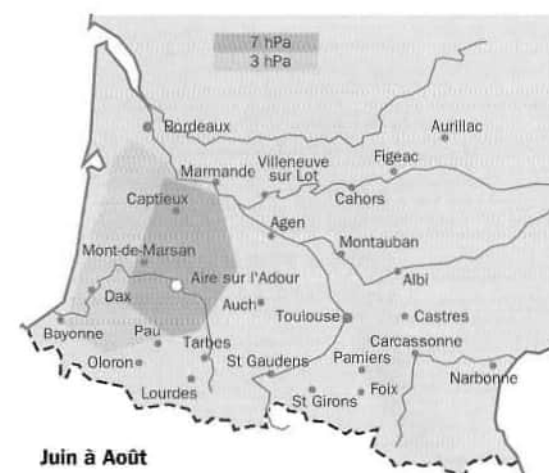 7 hPa
3 hPa
Bordeaux
Aurillac
Marmande
Villeneuve
sur Lot
Figeac
Captieux
Cahors
Agen
Mont-de-Marsan
Montauban
Aire sur l'Adour
Albi
Dax
Auch
Toulouse
Castres
Bayonne
Pau
Tarbes
Carcassonne
Oloron
St Gaudens
Pamiers
Narbonne
Lourdes
St Girons
Foix
Juin à Août